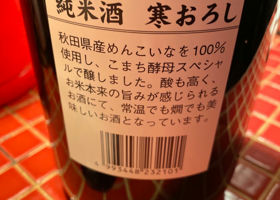 純米酒 寒おろし
秋田県産めんこいなを100%
使用し、こまち酵母スペシャ
ルで醸しました。酸も高く、
お米本来の旨みが感じられる
お酒にて、常温でも燗でも美
味しいお酒となっています。
4993448232101